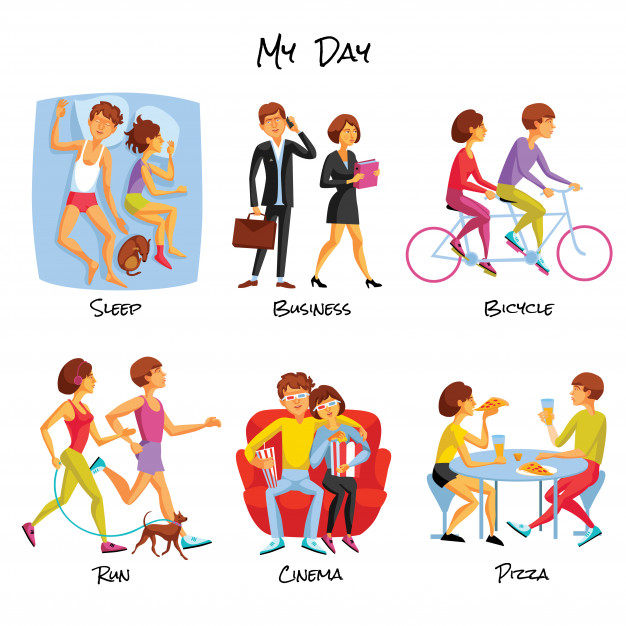 My Day
Sleep
Business
Bicycle
Run
Cinema
Pizza